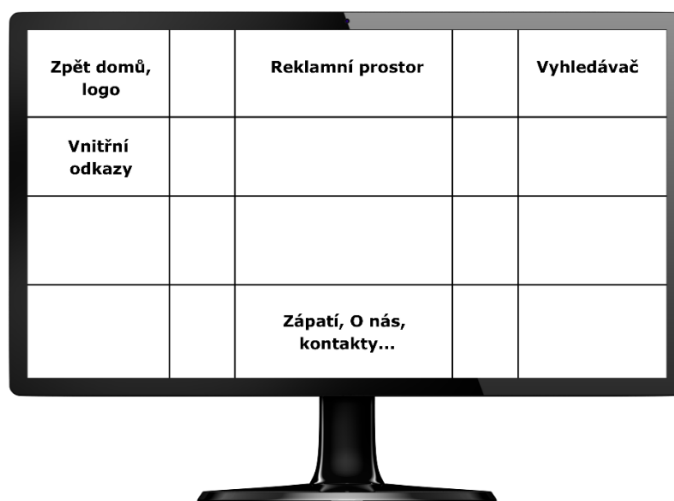 Zpět domů,
logo
Reklamní prostor
Vyhledávač
Vnitřní
odkazy
Zápatí, O nás,
kontakty...